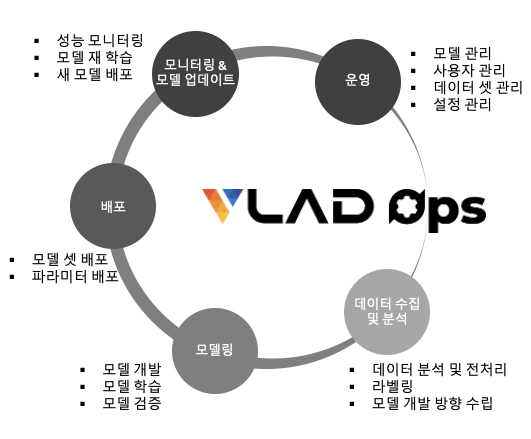 성능 모니터링
모델 재 학습
새 모델 배포
모니터링 &
모델 업데이트
운영
모델 관리
사용자 관리
데이터 셋 관리
설정 관리
배포
VLAD Ops
모델 셋 배포
파라미터 배포
데이터 수집
및 분석
모델링
모델 개발
모델 학습
모델 검증
데이터 분석 및 전처리
라벨링
모델 개발 방향 수립